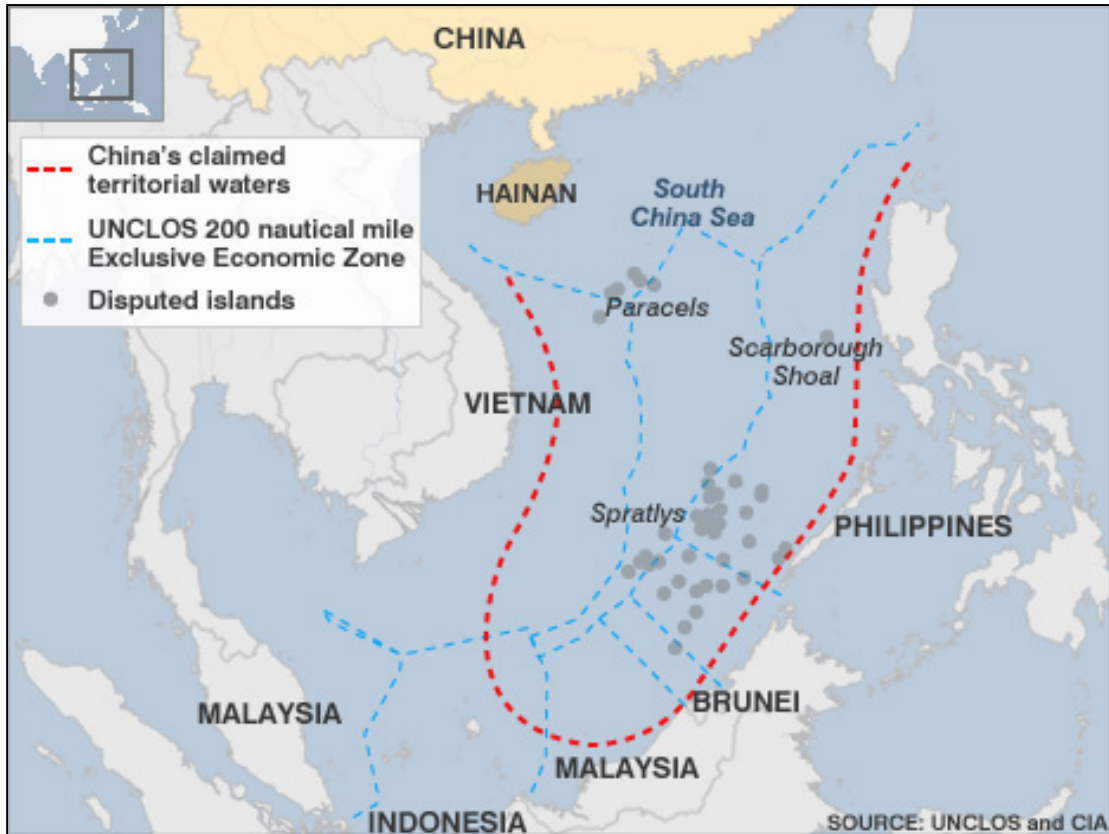 CHINA
China's claimed
territorial waters
UNCLOS 200 nautical mile
Exclusive Economic Zone
Disputed islands
HAINAN
South
China Sea
Paracels
Scarborough
Shoal
VIETNAM
Spratlys
PHILIPPINES
MALAYSIA
BRUNEI
MALAYSIA
INDONESIA
SOURCE: UNCLOS and CIA